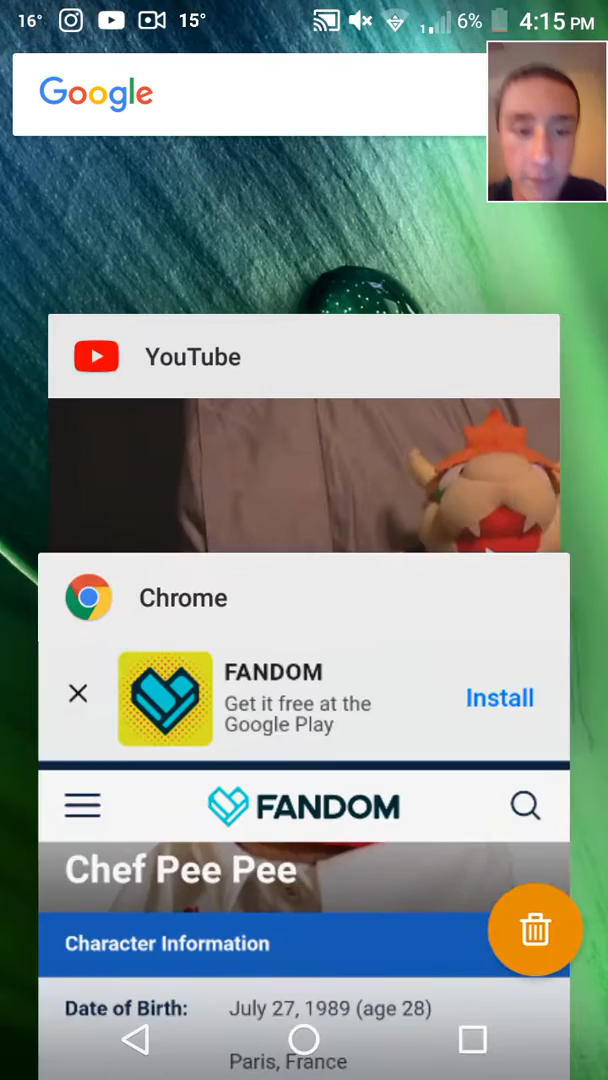 16° 15° 6% 4:15 PM
Google
YouTube
Chrome
FANDOM
Get it free at the
Google Play
Install
FANDOM
Chef Pee Pee
Character Information
Date of Birth: July 27, 1989 (age 28)
Paris, France